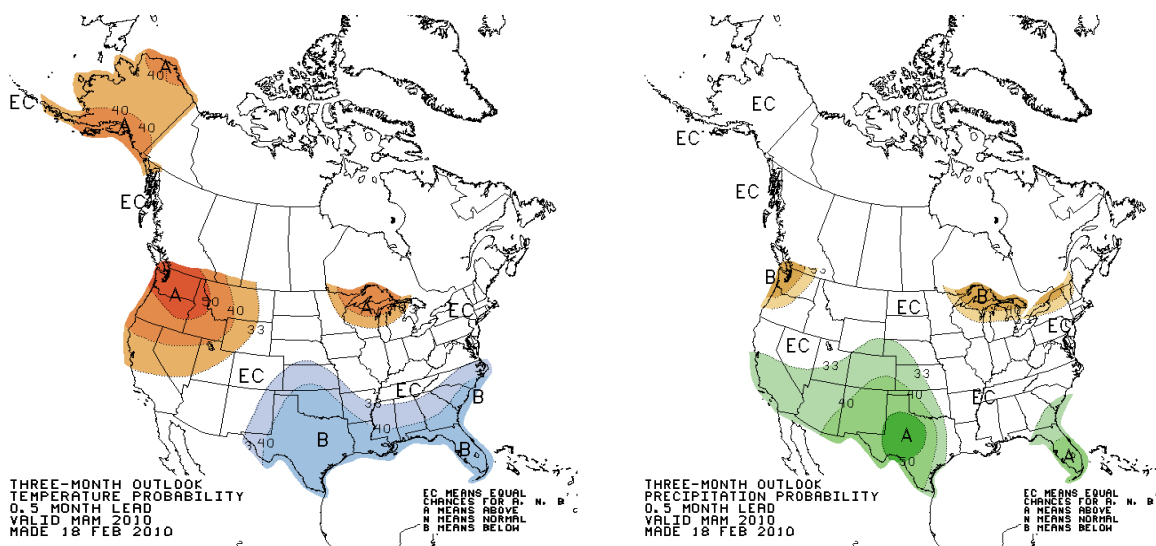 A
40
EC
40
40
A
EC
A
50
40
33
A
33
EC
EC
EC
33
40
B
40
B
B
THREE-MONTH OUTLOOK
TEMPERATURE PROBABILITY
0.5 MONTH LEAD
VALID MAM 2010
MADE 18 FEB 2010
EC MEANS EQUAL
CHANCES FOR A, N, B
A MEANS ABOVE
N MEANS NORMAL
B MEANS BELOW
EC
EC
EC
B
33
EC
B
40
EC
EC
33
40
40
EC
A
50
A
THREE-MONTH OUTLOOK
PRECIPITATION PROBABILITY
0.5 MONTH LEAD
VALID MAM 2010
MADE 18 FEB 2010
EC MEANS EQUAL
CHANCES FOR A, N, B
A MEANS ABOVE
N MEANS NORMAL
B MEANS BELOW